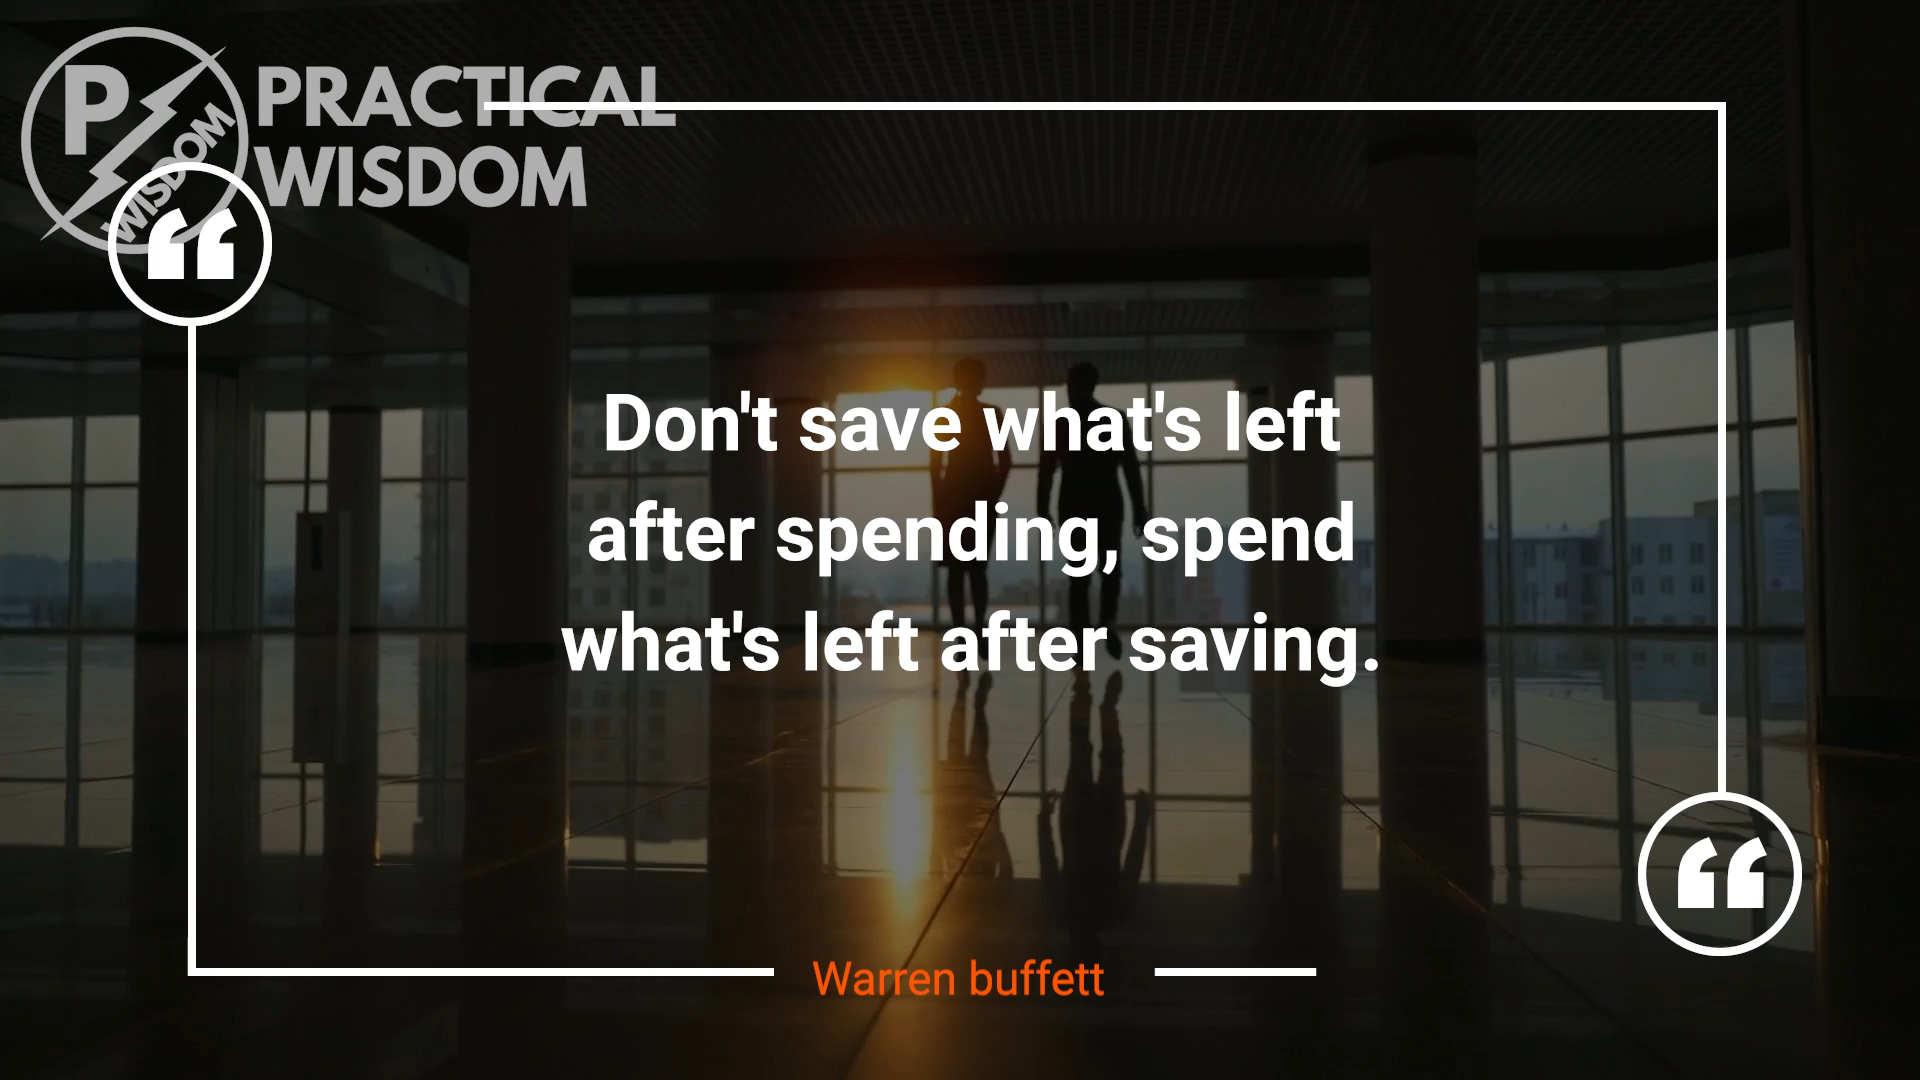 P
WISDOM
PRACTICAL
WISDOM
Don't save what's left
after spending, spend
what's left after saving.
Warren buffett